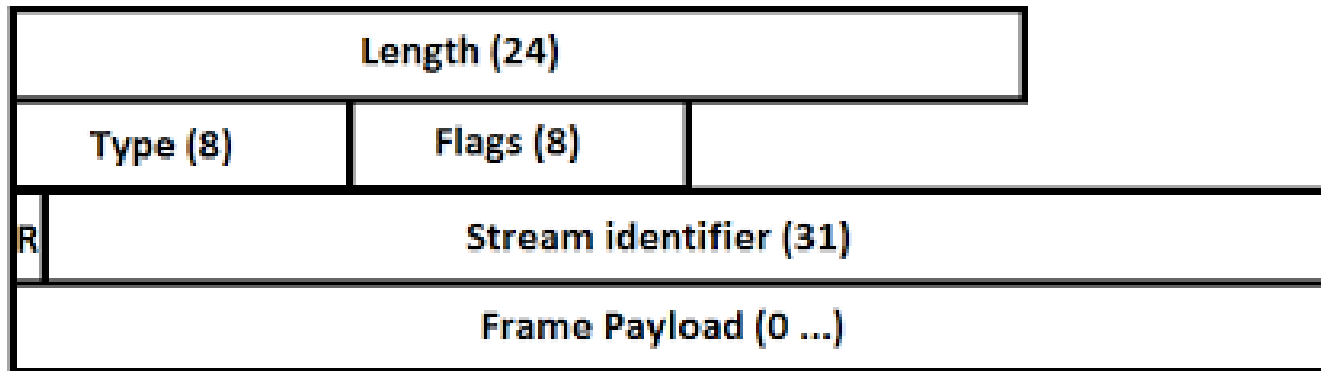 Length (24)
Type (8) Flags (8)
R Stream identifier (31)
Frame Payload (0 ...)